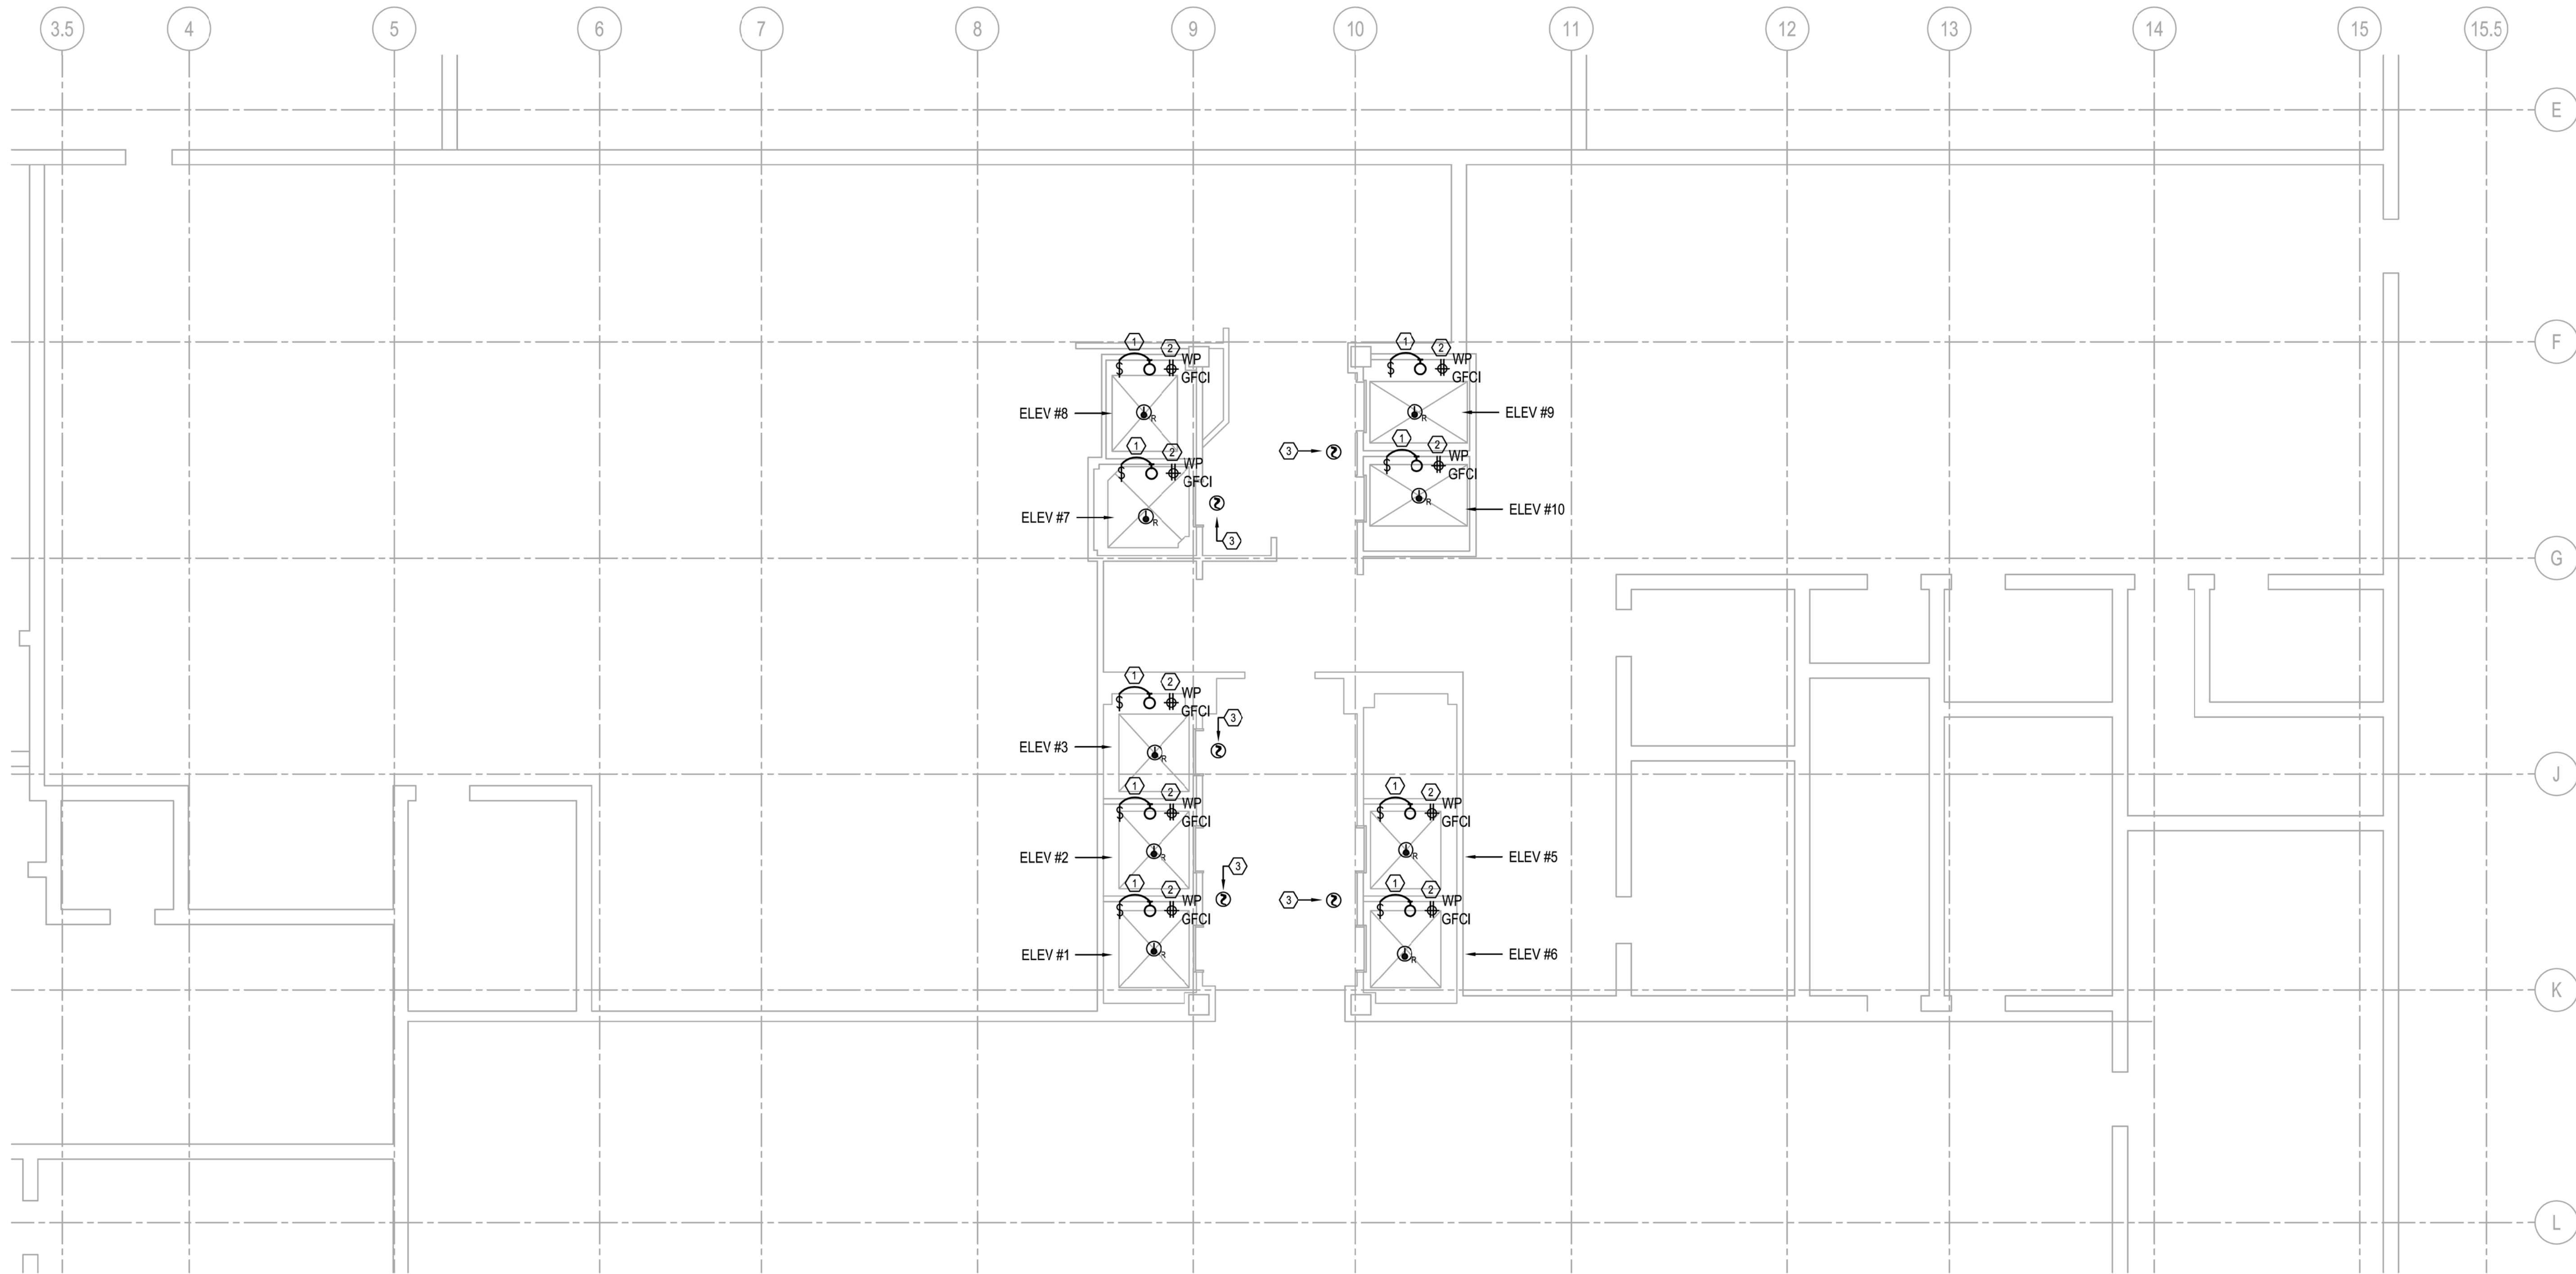 3.5 4 5 6 7 8 9 10 11 12 13 14 15 15.5
E
F
1 2 WP
$ GFCI
R
ELEV #8
1 2 WP
$ GFCI
R
ELEV #9
3
1 2 WP
$ GFCI
R
ELEV #7
3
1 2 WP
$ GFCI
R
ELEV #10
G
1 2 WP
$ GFCI
3
R
ELEV #3
J
1 2 WP
$ GFCI
R
ELEV #2
3
1 2 WP
$ GFCI
R
ELEV #5
1 2 WP
$ GFCI
R
ELEV #1
3
1 2 WP
$ GFCI
R
ELEV #6
K
L